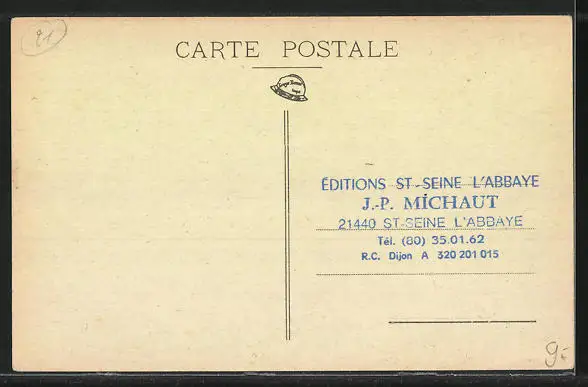 21
CARTE POSTALE
ÉDITIONS ST-SEINE L'ABBAYE
J.-P. MICHAUT
21440 ST-SEINE L'ABBAYE
Tél. (80) 35.01.62
R.C. Dijon A 320 201 015
9.-